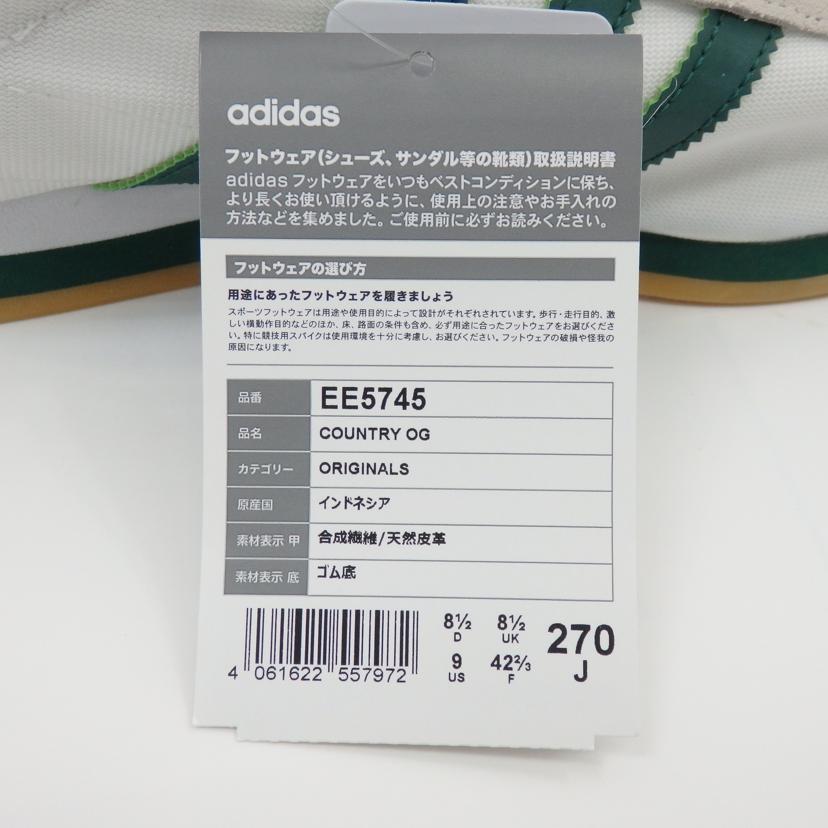 adidas
フットウェア(シューズ、サンダル等の靴類)取扱説明書
adidas フットウェアをいつもベストコンディションに保ち、
より長くお使い頂けるように、使用上の注意やお手入れの
方法などを集めました。ご使用前に必ずお読みください。
フットウェアの選び方
用途にあったフットウェアを履きましょう
スポーツフットウェアは用途や使用目的によって設計がそれぞれされています。歩行・走行目的、激
しい横動作目的などのほか、床、路面の条件も含め、必ず用途に合ったフットウェアをお選びくださ
い。特に競技用スパイクは使用環境を十分に考慮し、お選びください。フットウェアの破損や怪我の
原因になります。
品番 EE5745
品名 COUNTRY OG
カテゴリー ORIGINALS
原産国 インドネシア
素材表示 甲 合成繊維/天然皮革
素材表示 底 ゴム底
8½ 8½ 270
D UK J
9 42⅔
US F
4 061622 557972